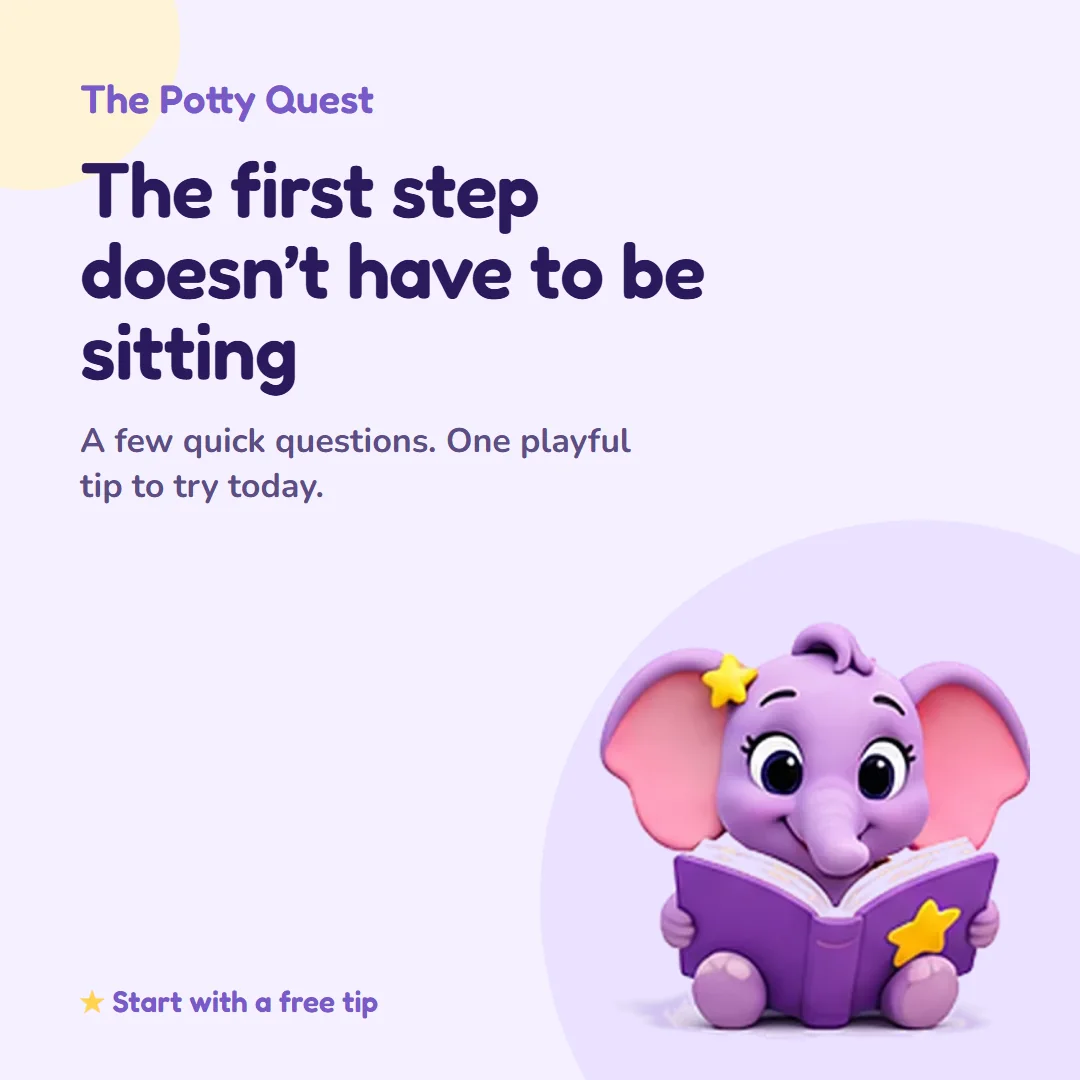 The Potty Quest
The first step
doesn’t have to be
sitting
A few quick questions. One playful
tip to try today.
Start with a free tip